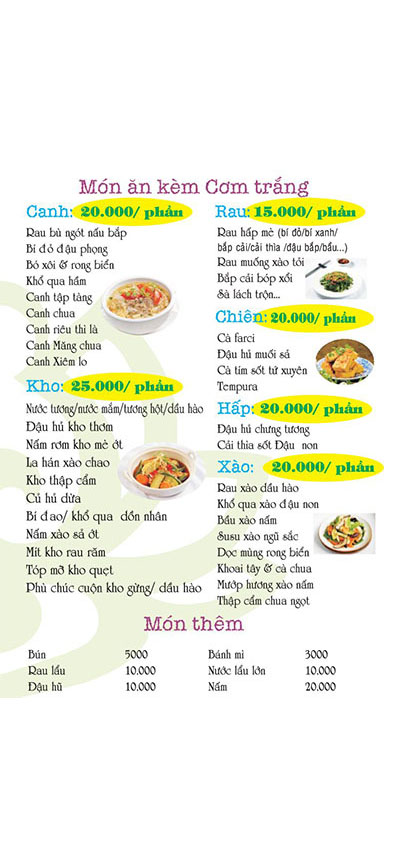 Món ăn kèm Cơm trắng
Canh: 20.000/ phần
Rau bù ngót nấu bắp
Bí đỏ đậu phọng
Bó xôi & rong biển
Khổ qua hầm
Canh tập tàng
Canh chua
Canh riêu thì là
Canh Măng chua
Canh Xiêm lo
Kho: 25.000/ phần
Nước tương/nước mắm/tương hột/dầu hào
Đậu hủ kho thơm
Nấm rơm kho mè ớt
La hán xào chao
Kho thập cẩm
Củ hủ dừa
Bí đao/ khổ qua dồn nhân
Nấm xào sả ớt
Mít kho rau răm
Tóp mỡ kho quẹt
Phù chúc cuộn kho gừng/ dầu hào
Rau: 15.000/ phần
Rau hấp mè (bí đỏ/bí xanh/
bắp cải/cải thìa /đậu bắp/bầu...)
Rau muống xào tỏi
Bắp cải bóp xổi
Sà lách trộn...
Chiên: 20.000/ phần
Cà farci
Đậu hủ muối sả
Cà tím sốt tứ xuyên
Tempura
Hấp: 20.000/ phần
Đậu hủ chưng tương
Cải thìa sốt Đậu non
Xào: 20.000/ phần
Rau xào dầu hào
Khổ qua xào đậu non
Bầu xào nấm
Susu xào ngũ sắc
Dọc mùng rong biển
Khoai tây & cà chua
Mướp hương xào nấm
Thập cẩm chua ngọt
Món thêm
Bún 5000
Rau lẩu 10.000
Đậu hũ 10.000
Bánh mì 3000
Nước lẩu lớn 10.000
Nấm 20.000